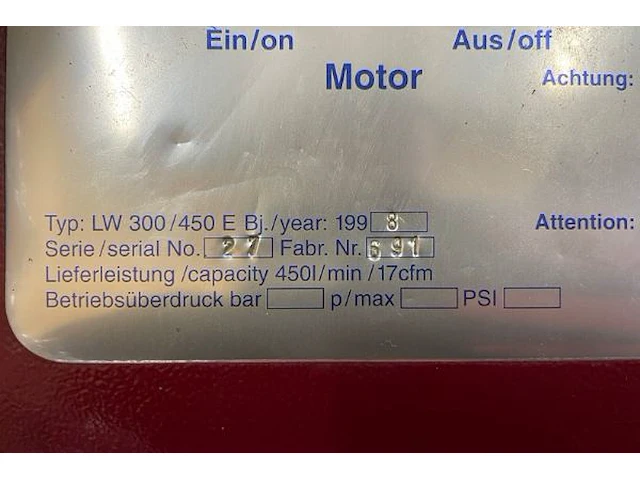 Ein/on Aus/off
Motor
Achtung:
Typ: LW 300/450 E Bj./year: 1998
Attention:
Serie/serial No. 27 Fabr. Nr. 691
Lieferleistung/capacity 450l/min/17cfm
Betriebsüberdruck bar p/max PSI